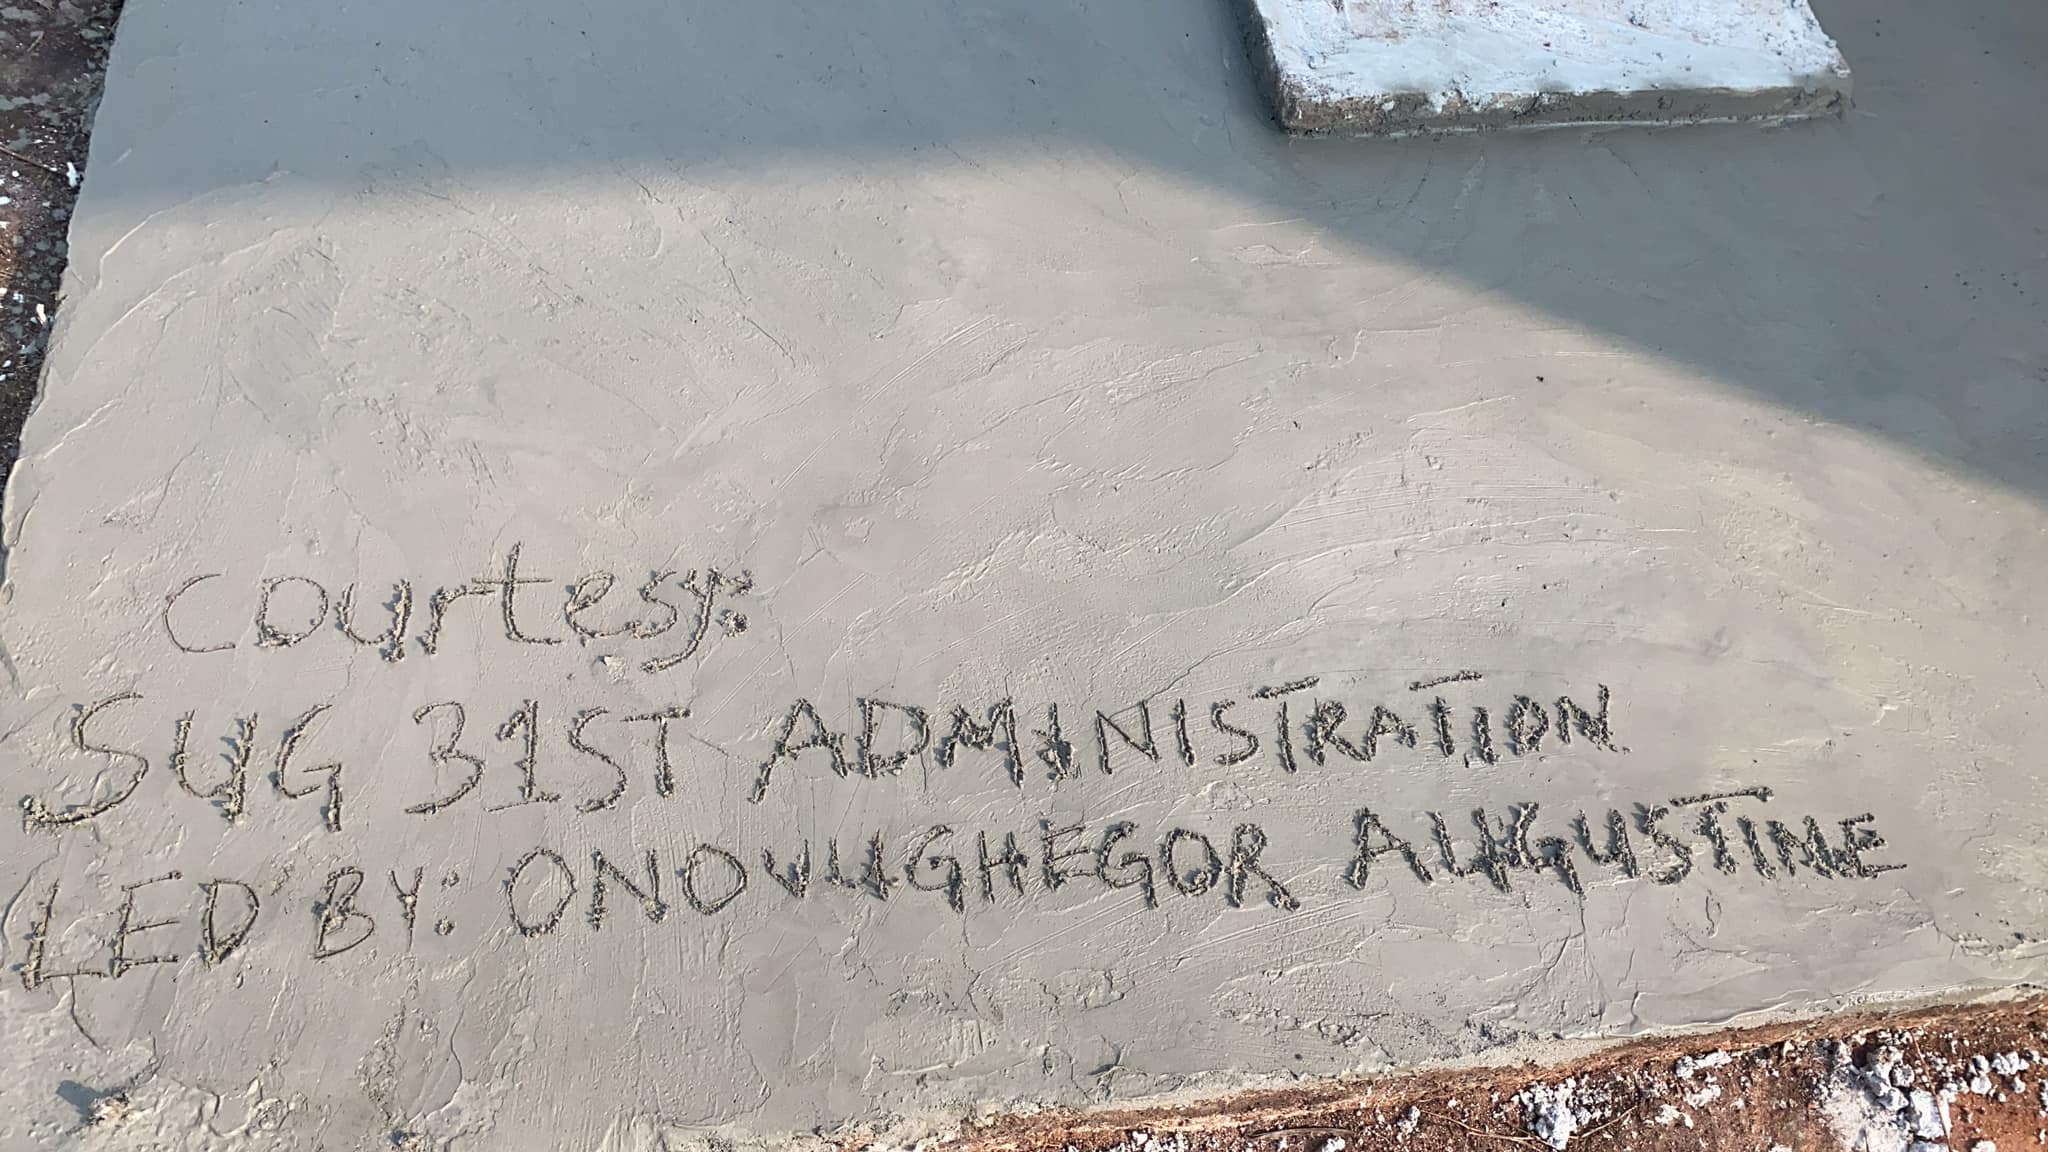 Courtesy:
SUG 31ST ADMINISTRATION
LED BY: ONOVUGHEGOR AUGUSTINE